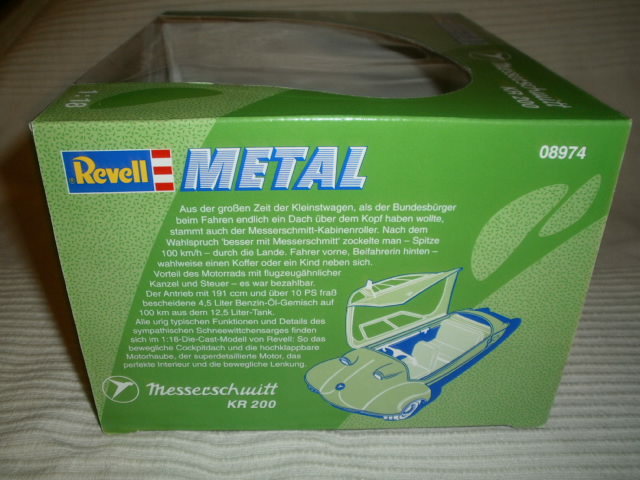 Messerschmitt
KR 200
1:18
Revell
METAL
08974
Aus der großen Zeit der Kleinstwagen, als der Bundesbürger
beim Fahren endlich ein Dach über dem Kopf haben wollte,
stammt auch der Messerschmitt-Kabinenroller. Nach dem
Wahlspruch 'besser mit Messerschmitt' zockelte man – Spitze
100 km/h – durch die Lande. Fahrer vorne, Beifahrerin hinten –
wahlweise einen Koffer oder ein Kind neben sich.
Vorteil des Motorrads mit flugzeugähnlicher
Kanzel und Steuer – es war bezahlbar.
Der Antrieb mit 191 ccm und über 10 PS fraß
bescheidene 4,5 Liter Benzin-Öl-Gemisch auf
100 km aus dem 12,5 Liter-Tank.
Alle urig typischen Funktionen und Details des
sympathischen Schneewittchensarges finden
sich im 1:18-Die-Cast-Modell von Revell: So das
bewegliche Cockpitdach und die hochklappbare
Motorhaube, der superdetaillierte Motor, das
perfekte Interieur und die bewegliche Lenkung.
Messerschmitt
KR 200